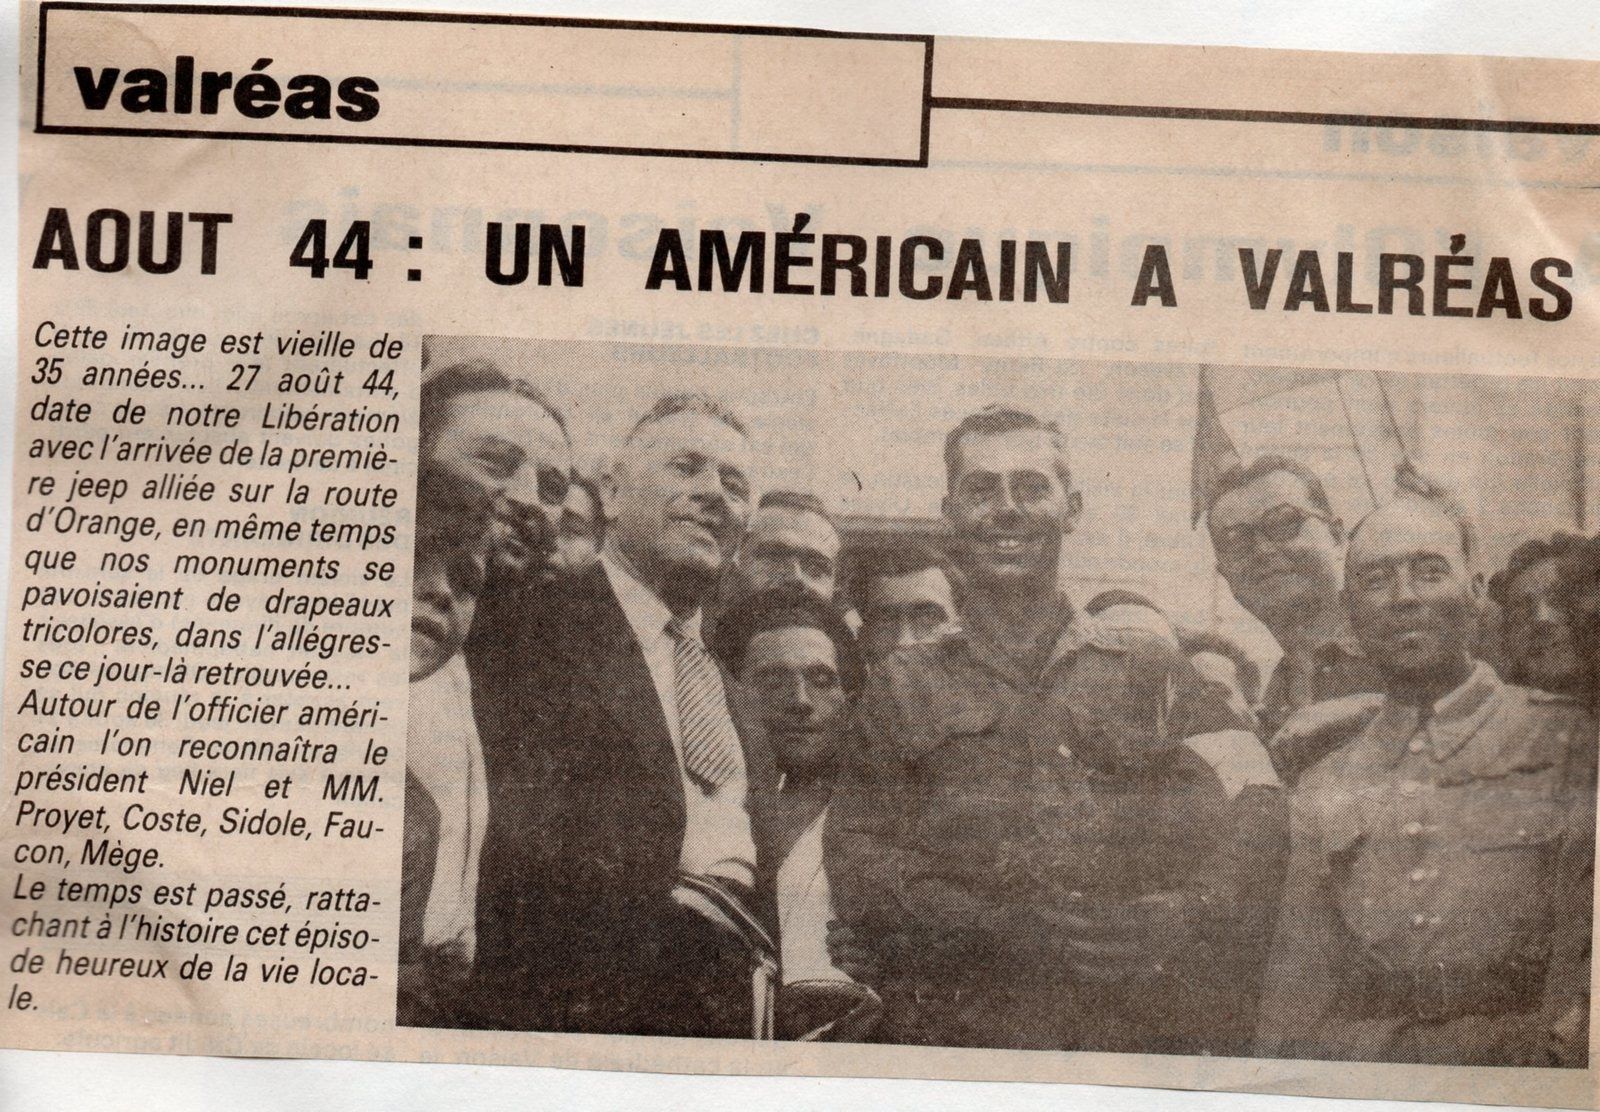 valréas
AOUT 44 : UN AMÉRICAIN A VALRÉAS
Cette image est vieille de
35 années... 27 août 44,
date de notre Libération
avec l'arrivée de la premiè-
re jeep alliée sur la route
d'Orange, en même temps
que nos monuments se
pavoisaient de drapeaux
tricolores, dans l'allégres-
se ce jour-là retrouvée...
Autour de l'officier améri-
cain l'on reconnaîtra le
président Niel et MM.
Proyet, Coste, Sidole, Fau-
con, Mège.
Le temps est passé, ratta-
chant à l'histoire cet épiso-
de heureux de la vie loca-
le.